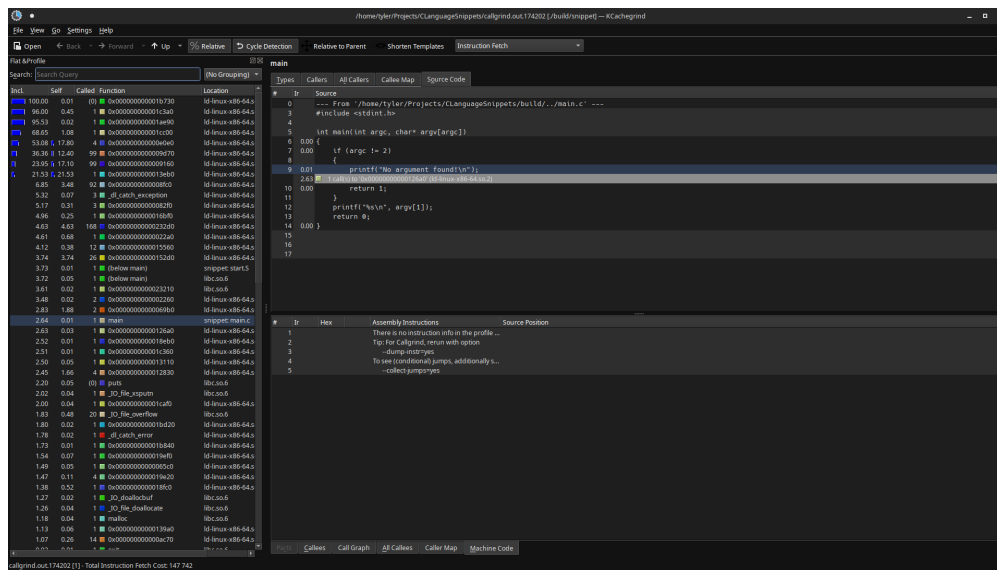 /home/tyler/Projects/CLanguageSnippets/callgrind.out.174202 [./build/snippet] — KCachegrind
File View Go Settings Help
Open Back Forward Up Relative Cycle Detection Relative to Parent Shorten Templates Instruction Fetch
Flat &Profile
Search: Search Query (No Grouping)
Incl. Self Called Function Location
100.00 0.01 (0) 0x000000000001b730 ld-linux-x86-64.s
96.00 0.45 1 0x000000000001c3a0 ld-linux-x86-64.s
95.53 0.02 1 0x000000000001ae90 ld-linux-x86-64.s
68.65 1.08 1 0x000000000001cc00 ld-linux-x86-64.s
53.08 17.80 4 0x000000000000e0e0 ld-linux-x86-64.s
36.36 12.40 99 0x0000000000009d70 ld-linux-x86-64.s
23.95 17.10 99 0x0000000000009160 ld-linux-x86-64.s
21.53 21.53 1 0x0000000000013eb0 ld-linux-x86-64.s
6.85 3.48 92 0x0000000000008fc0 ld-linux-x86-64.s
5.32 0.07 3 _dl_catch_exception ld-linux-x86-64.s
5.17 0.31 3 0x00000000000082f0 ld-linux-x86-64.s
4.96 0.25 1 0x0000000000016bf0 ld-linux-x86-64.s
4.63 4.63 168 0x00000000000232d0 ld-linux-x86-64.s
4.61 0.68 1 0x00000000000022a0 ld-linux-x86-64.s
4.12 0.38 12 0x0000000000015560 ld-linux-x86-64.s
3.74 3.74 26 0x00000000000152d0 ld-linux-x86-64.s
3.73 0.01 1 (below main) snippet: start.S
3.72 0.05 1 (below main) libc.so.6
3.61 0.02 1 0x0000000000023210 ld-linux-x86-64.s
3.48 0.02 2 0x0000000000002260 ld-linux-x86-64.s
2.83 1.88 2 0x00000000000069b0 ld-linux-x86-64.s
2.64 0.01 1 main snippet: main.c
2.63 0.03 1 0x00000000000126a0 ld-linux-x86-64.s
2.52 0.01 1 0x0000000000018eb0 ld-linux-x86-64.s
2.51 0.01 1 0x000000000001c360 ld-linux-x86-64.s
2.50 0.05 1 0x0000000000013110 ld-linux-x86-64.s
2.45 1.66 4 0x0000000000012830 ld-linux-x86-64.s
2.20 0.05 (0) puts libc.so.6
2.02 0.04 1 _IO_file_xsputn libc.so.6
2.00 0.04 1 0x000000000001caf0 ld-linux-x86-64.s
1.83 0.48 20 _IO_file_overflow libc.so.6
1.80 0.02 1 0x000000000001bd20 ld-linux-x86-64.s
1.78 0.02 1 _dl_catch_error ld-linux-x86-64.s
1.73 0.01 1 0x000000000001b840 ld-linux-x86-64.s
1.54 0.07 1 0x0000000000019ef0 ld-linux-x86-64.s
1.49 0.05 1 0x00000000000065c0 ld-linux-x86-64.s
1.47 0.11 4 0x0000000000019e20 ld-linux-x86-64.s
1.38 0.52 1 0x0000000000018fc0 ld-linux-x86-64.s
1.27 0.02 1 _IO_doallocbuf libc.so.6
1.26 0.04 1 _IO_file_doallocate libc.so.6
1.18 0.04 1 malloc ld-linux-x86-64.s
1.13 0.06 1 0x00000000000139a0 ld-linux-x86-64.s
1.07 0.26 14 0x000000000000ac70 ld-linux-x86-64.s
main
Types Callers All Callers Callee Map Source Code
# Ir Source
0 --- From '/home/tyler/Projects/CLanguageSnippets/build/../main.c' ---
3 #include <stdint.h>
4
5 int main(int argc, char* argv[argc])
6 0.00 {
7 0.00 if (argc != 2)
8 {
9 0.01 printf("No argument found!\n");
2.63 1 call(s) to '0x00000000000126a0' (ld-linux-x86-64.so.2)
10 0.00 return 1;
11 }
12 printf("%s\n", argv[1]);
13 return 0;
14 0.00 }
15
16
17
# Ir Hex Assembly Instructions Source Position
1 There is no instruction info in the profile ...
2 Tip: For Callgrind, rerun with option
3 --dump-instr=yes
4 To see (conditional) jumps, additionally s...
5 --collect-jumps=yes
Parts Callees Call Graph All Callees Caller Map Machine Code
callgrind.out.174202 [1] - Total Instruction Fetch Cost: 147 742